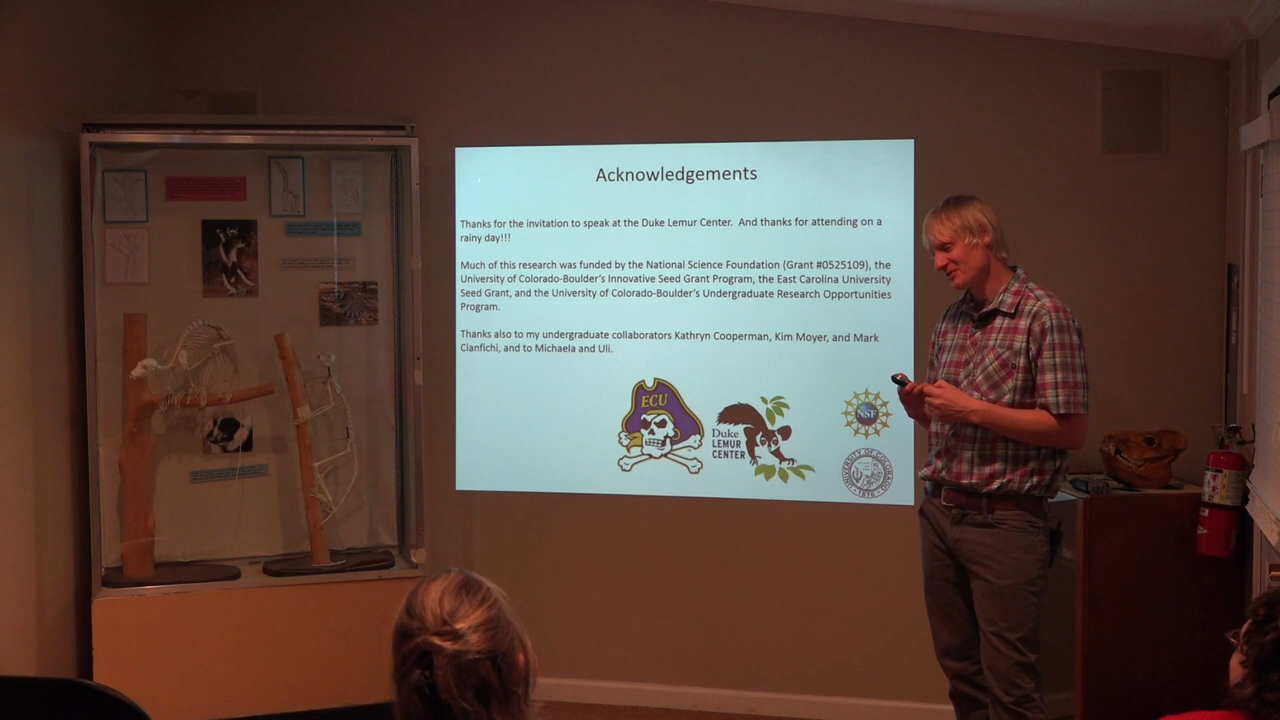 Acknowledgements
Thanks for the invitation to speak at the Duke Lemur Center. And thanks for attending on a
rainy day!!!
Much of this research was funded by the National Science Foundation (Grant #0525109), the
University of Colorado-Boulder's Innovative Seed Grant Program, the East Carolina University
Seed Grant, and the University of Colorado-Boulder's Undergraduate Research Opportunities
Program.
Thanks also to my undergraduate collaborators Kathryn Cooperman, Kim Moyer, and Mark
Cianfichi, and to Michaela and Uli.
ECU
Duke
LEMUR
CENTER
NSF
UNIVERSITY OF COLORADO
1876